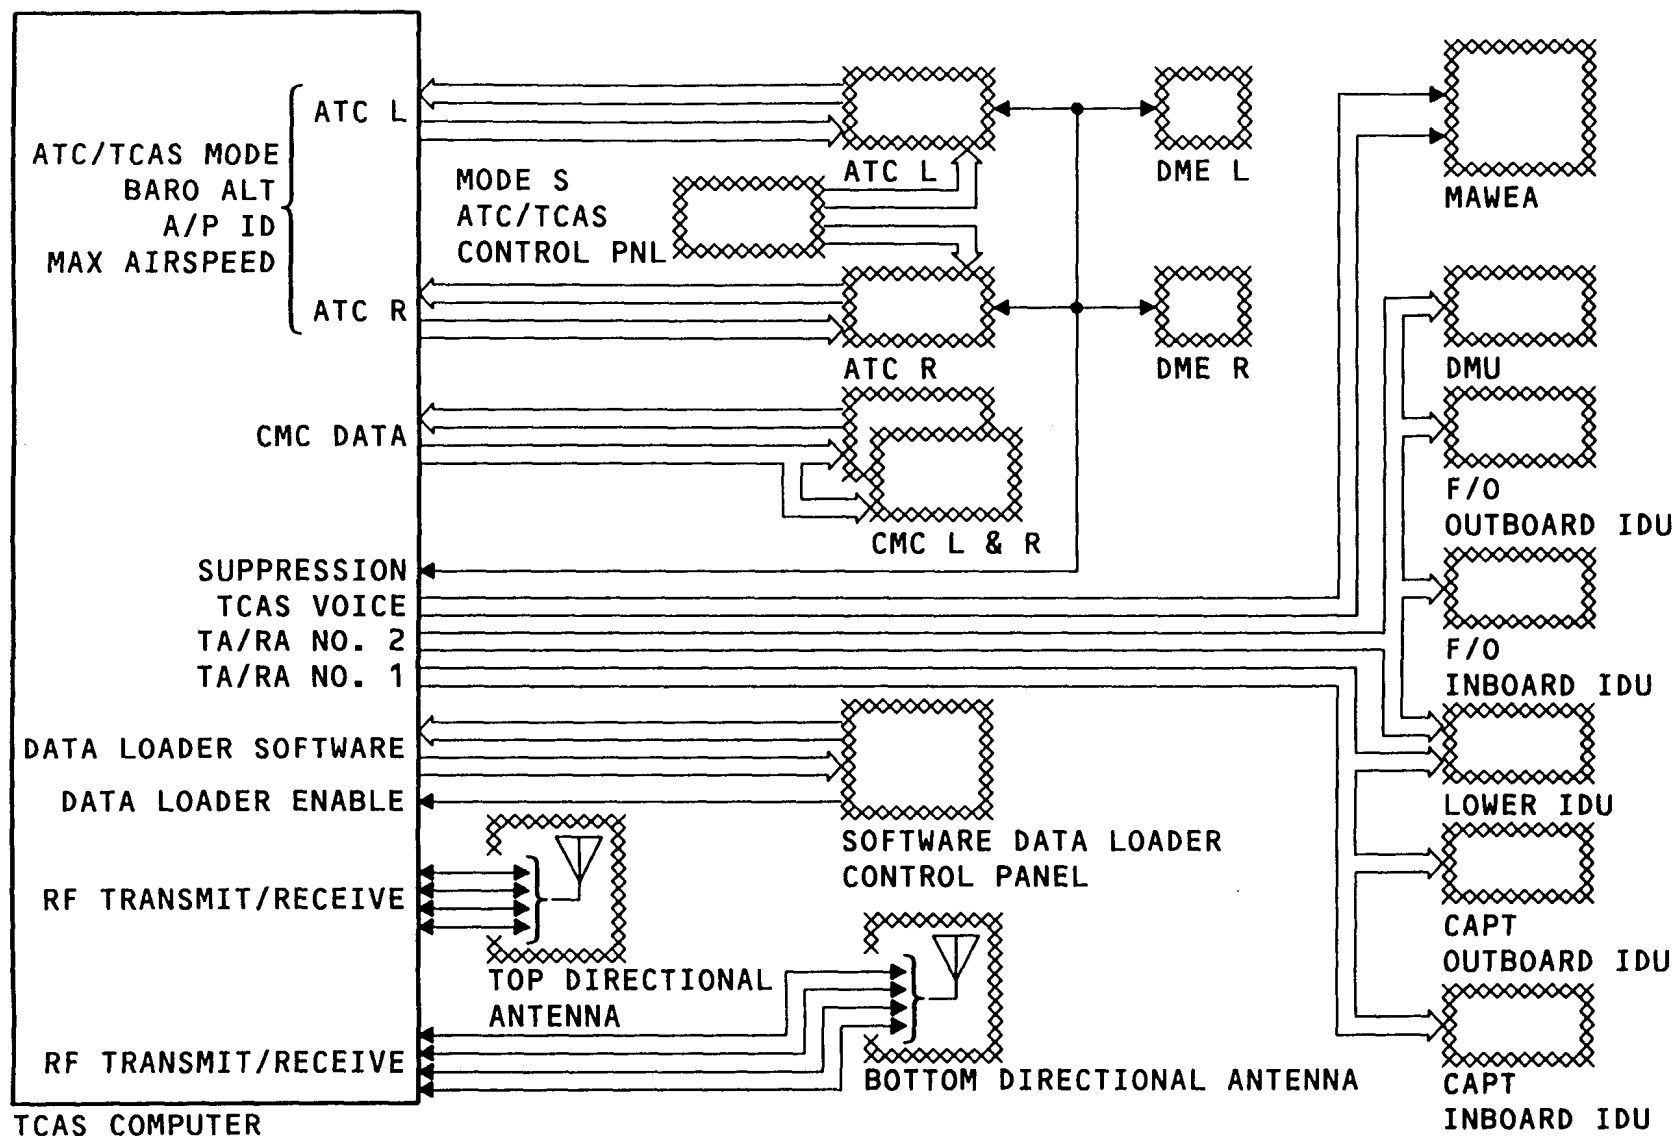 ATC L
ATC/TCAS MODE
BARO ALT
A/P ID
MAX AIRSPEED
ATC R
CMC DATA
SUPPRESSION
TCAS VOICE
TA/RA NO. 2
TA/RA NO. 1
DATA LOADER SOFTWARE
DATA LOADER ENABLE
RF TRANSMIT/RECEIVE
RF TRANSMIT/RECEIVE
TCAS COMPUTER
MODE S
ATC/TCAS
CONTROL PNL
ATC L
ATC R
CMC L & R
DME L
DME R
SOFTWARE DATA LOADER
CONTROL PANEL
TOP DIRECTIONAL
ANTENNA
BOTTOM DIRECTIONAL ANTENNA
MAWEA
DMU
F/O
OUTBOARD IDU
F/O
INBOARD IDU
LOWER IDU
CAPT
OUTBOARD IDU
CAPT
INBOARD IDU